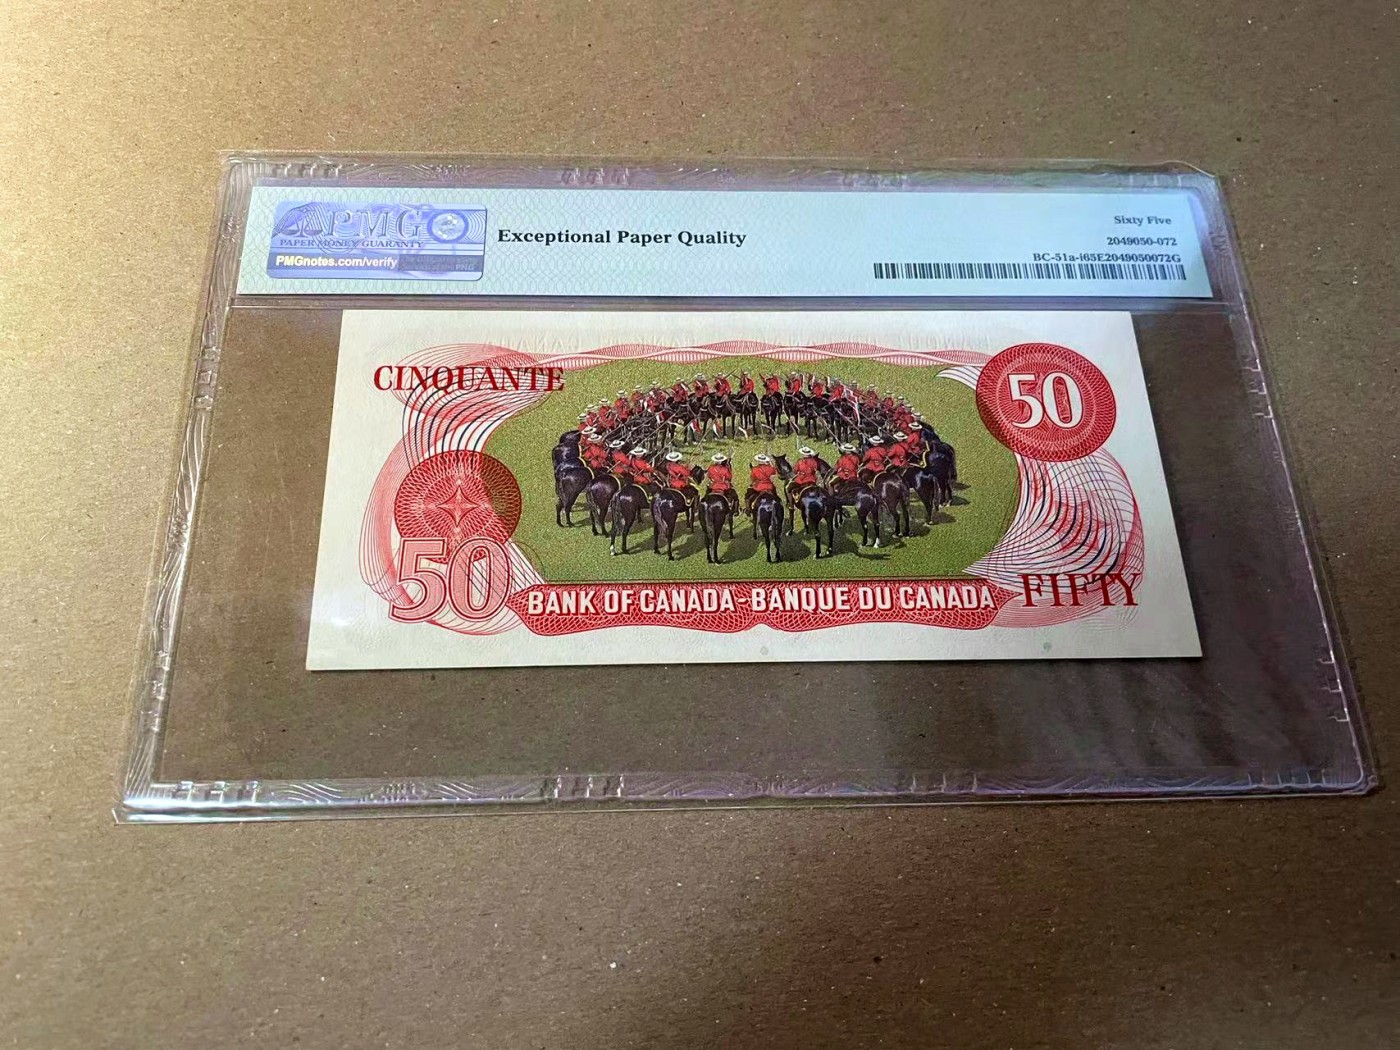 PMG
PAPER MONEY GUARANTY
PMGnotes.com/verify
Exceptional Paper Quality
Sixty Five
2049050-072
BC-51a-i65E2049050072G
CINQUANTE
50
50
BANK OF CANADA-BANQUE DU CANADA
FIFTY